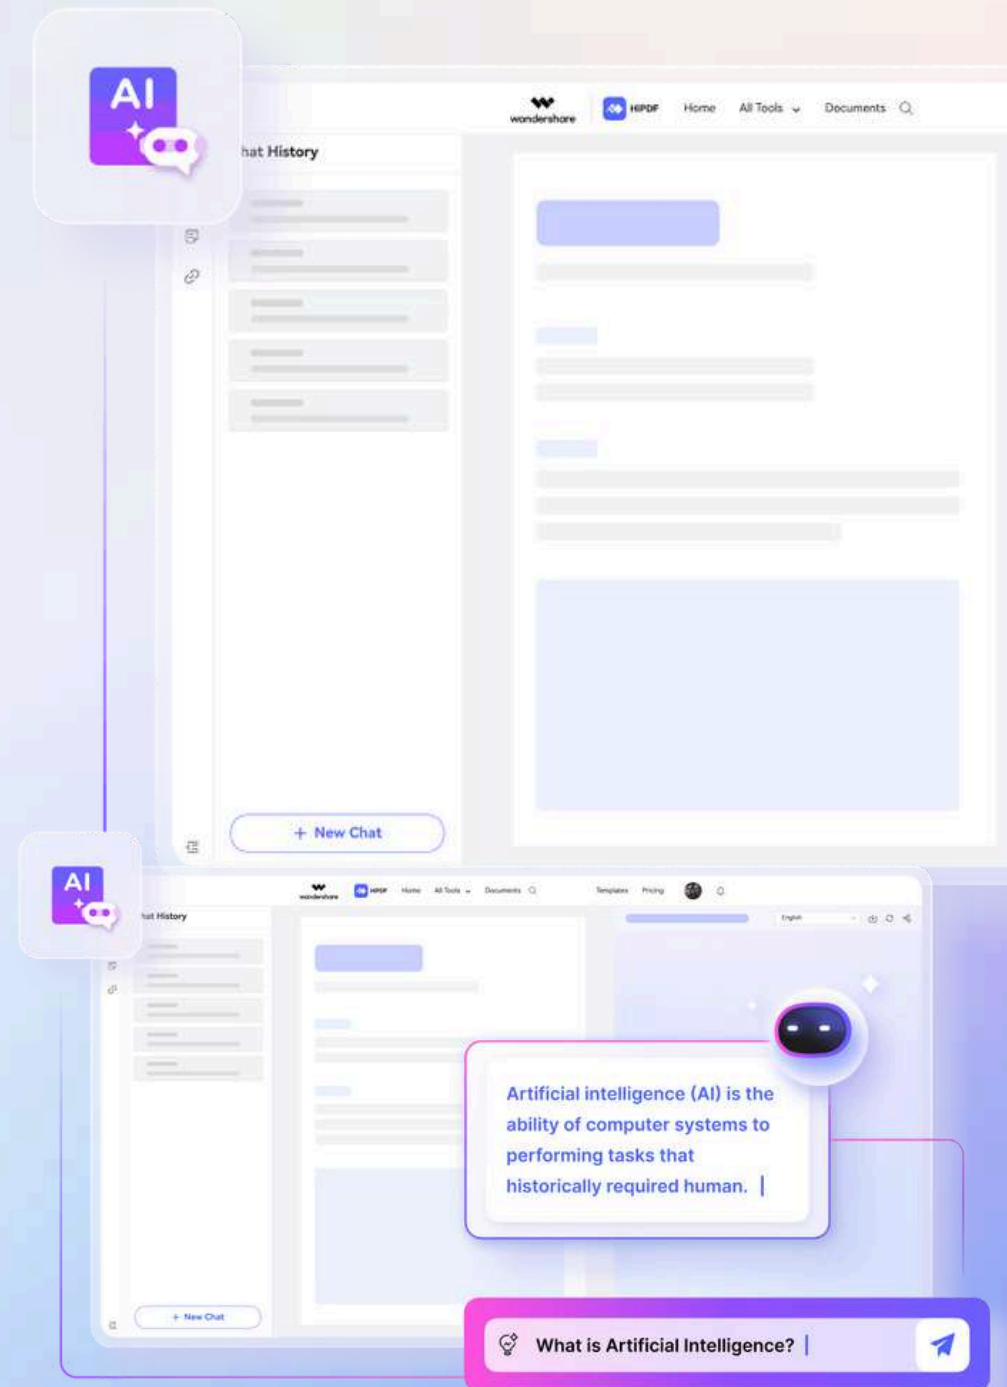 AI
wondershare HiPDF Home All Tools Documents
hat History
+ New Chat
AI
wondershare HiPDF Home All Tools Documents Templates Pricing
hat History
English
Artificial intelligence (AI) is the
ability of computer systems to
performing tasks that
historically required human.
+ New Chat
What is Artificial Intelligence?